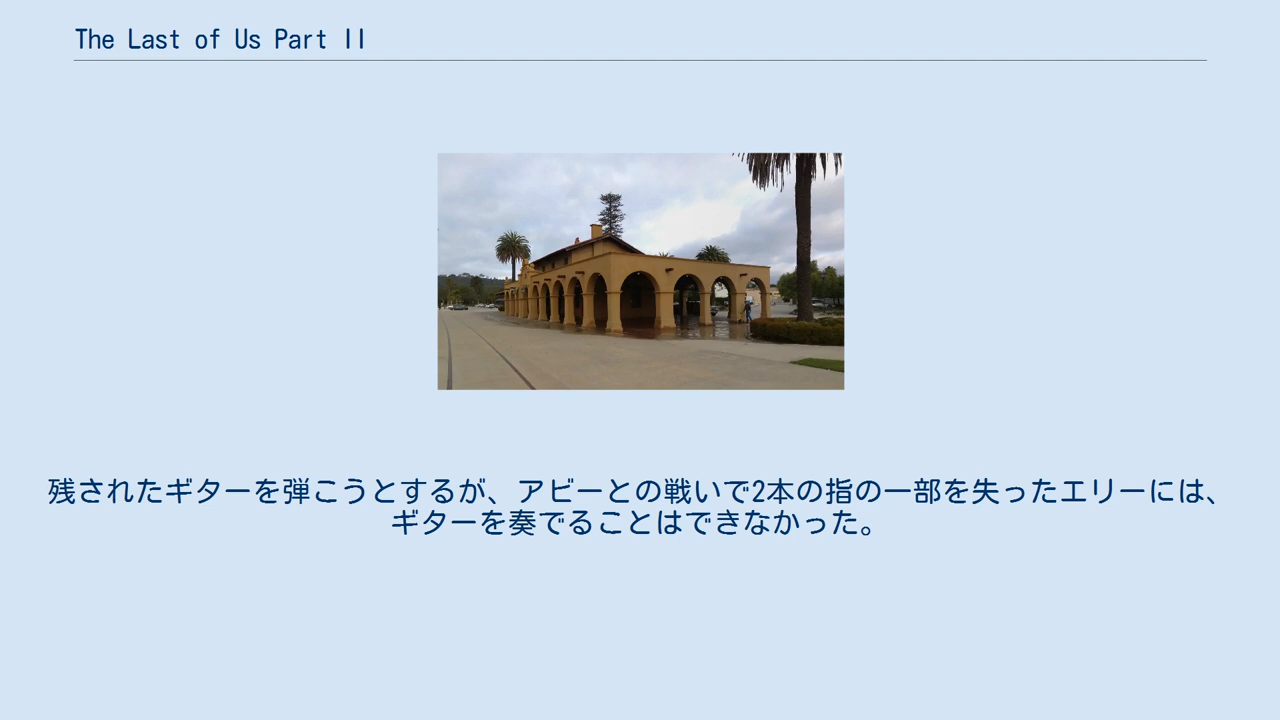 The Last of Us Part II
残されたギターを弾こうとするが、アビーとの戦いで2本の指の一部を失ったエリーには、
ギターを奏でることはできなかった。